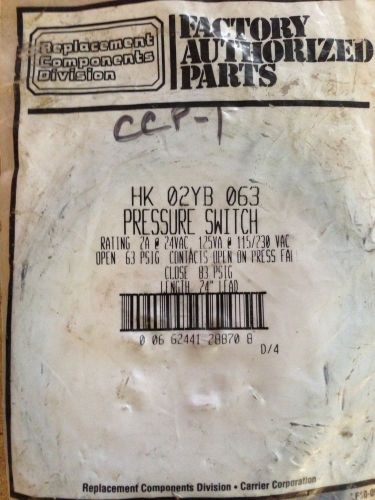 Replacement
Components
Division
FACTORY
AUTHORIZED
PARTS
CCP-1
HK 02YB 063
PRESSURE SWITCH
RATING 2A @ 24VAC 125VA @ 115/230 VAC
OPEN 63 PSIG CONTACTS OPEN ON PRESS FALL
CLOSE 83 PSIG
LENGTH 24" LEAD
0 06 62441 28870 8
D/4
Replacement Components Division • Carrier Corporation